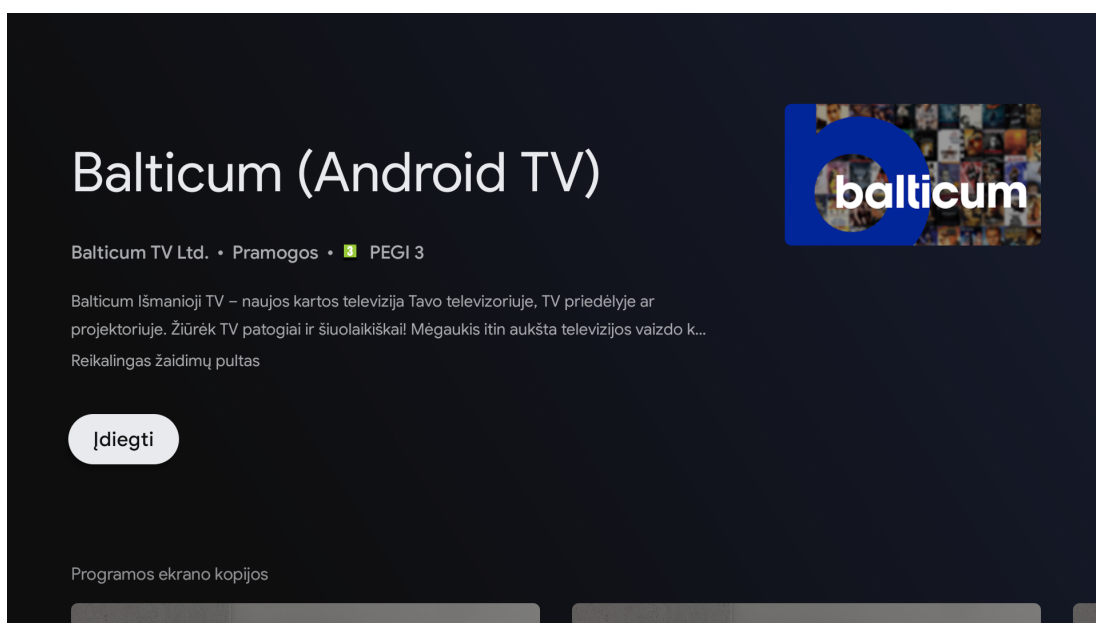 Balticum (Android TV)
balticum
Balticum TV Ltd. • Pramogos • 3 PEGI 3
Balticum Išmanioji TV – naujos kartos televizija Tavo televizoriuje, TV priedėlyje ar
projektoriuje. Žiūrėk TV patogiai ir šiuolaikiškai! Mėgaukis itin aukšta televizijos vaizdo k...
Reikalingas žaidimų pultas
Įdiegti
Programos ekrano kopijos